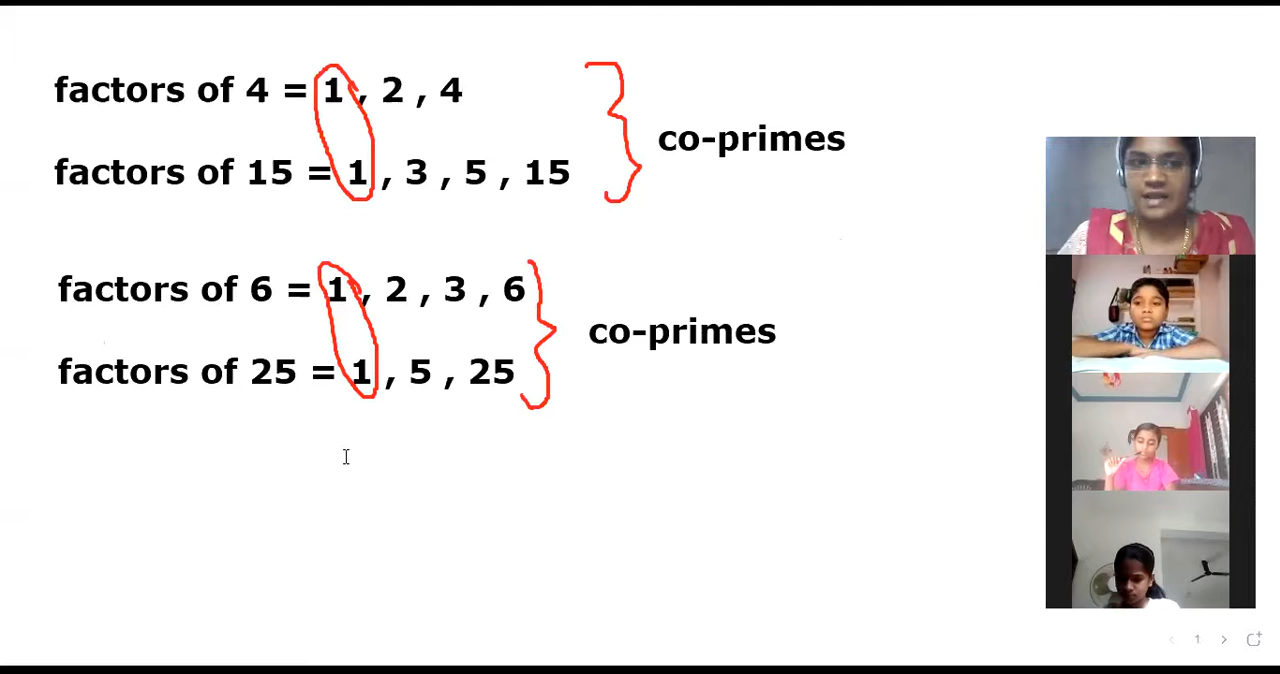 factors of 4 = 1 , 2 , 4
co-primes
factors of 15 = 1 , 3 , 5 , 15
factors of 6 = 1 , 2 , 3 , 6
co-primes
factors of 25 = 1 , 5 , 25
1